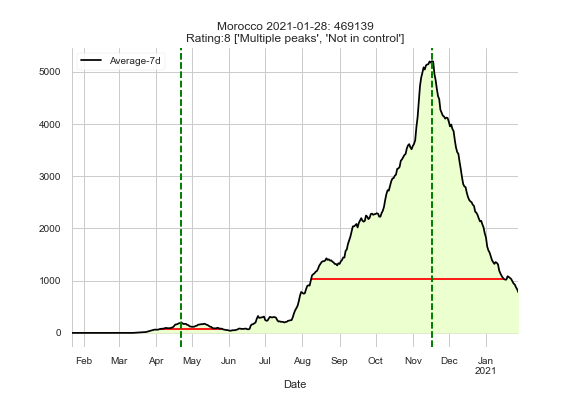 Morocco 2021-01-28: 469139
Rating:8 ['Multiple peaks', 'Not in control']
Average-7d
5000
4000
3000
2000
1000
0
Feb Mar Apr May Jun Jul Aug Sep Oct Nov Dec Jan
2021
Date